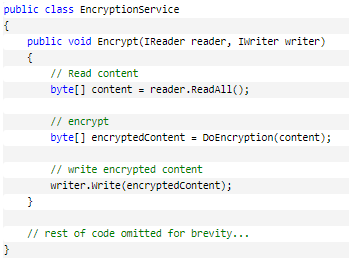 public class EncryptionService
{
    public void Encrypt(IReader reader, IWriter writer)
    {
        // Read content
        byte[] content = reader.ReadAll();

        // encrypt
        byte[] encryptedContent = DoEncryption(content);

        // write encrypted content
        writer.Write(encryptedContent);
    }

    // rest of code omitted for brevity...
}